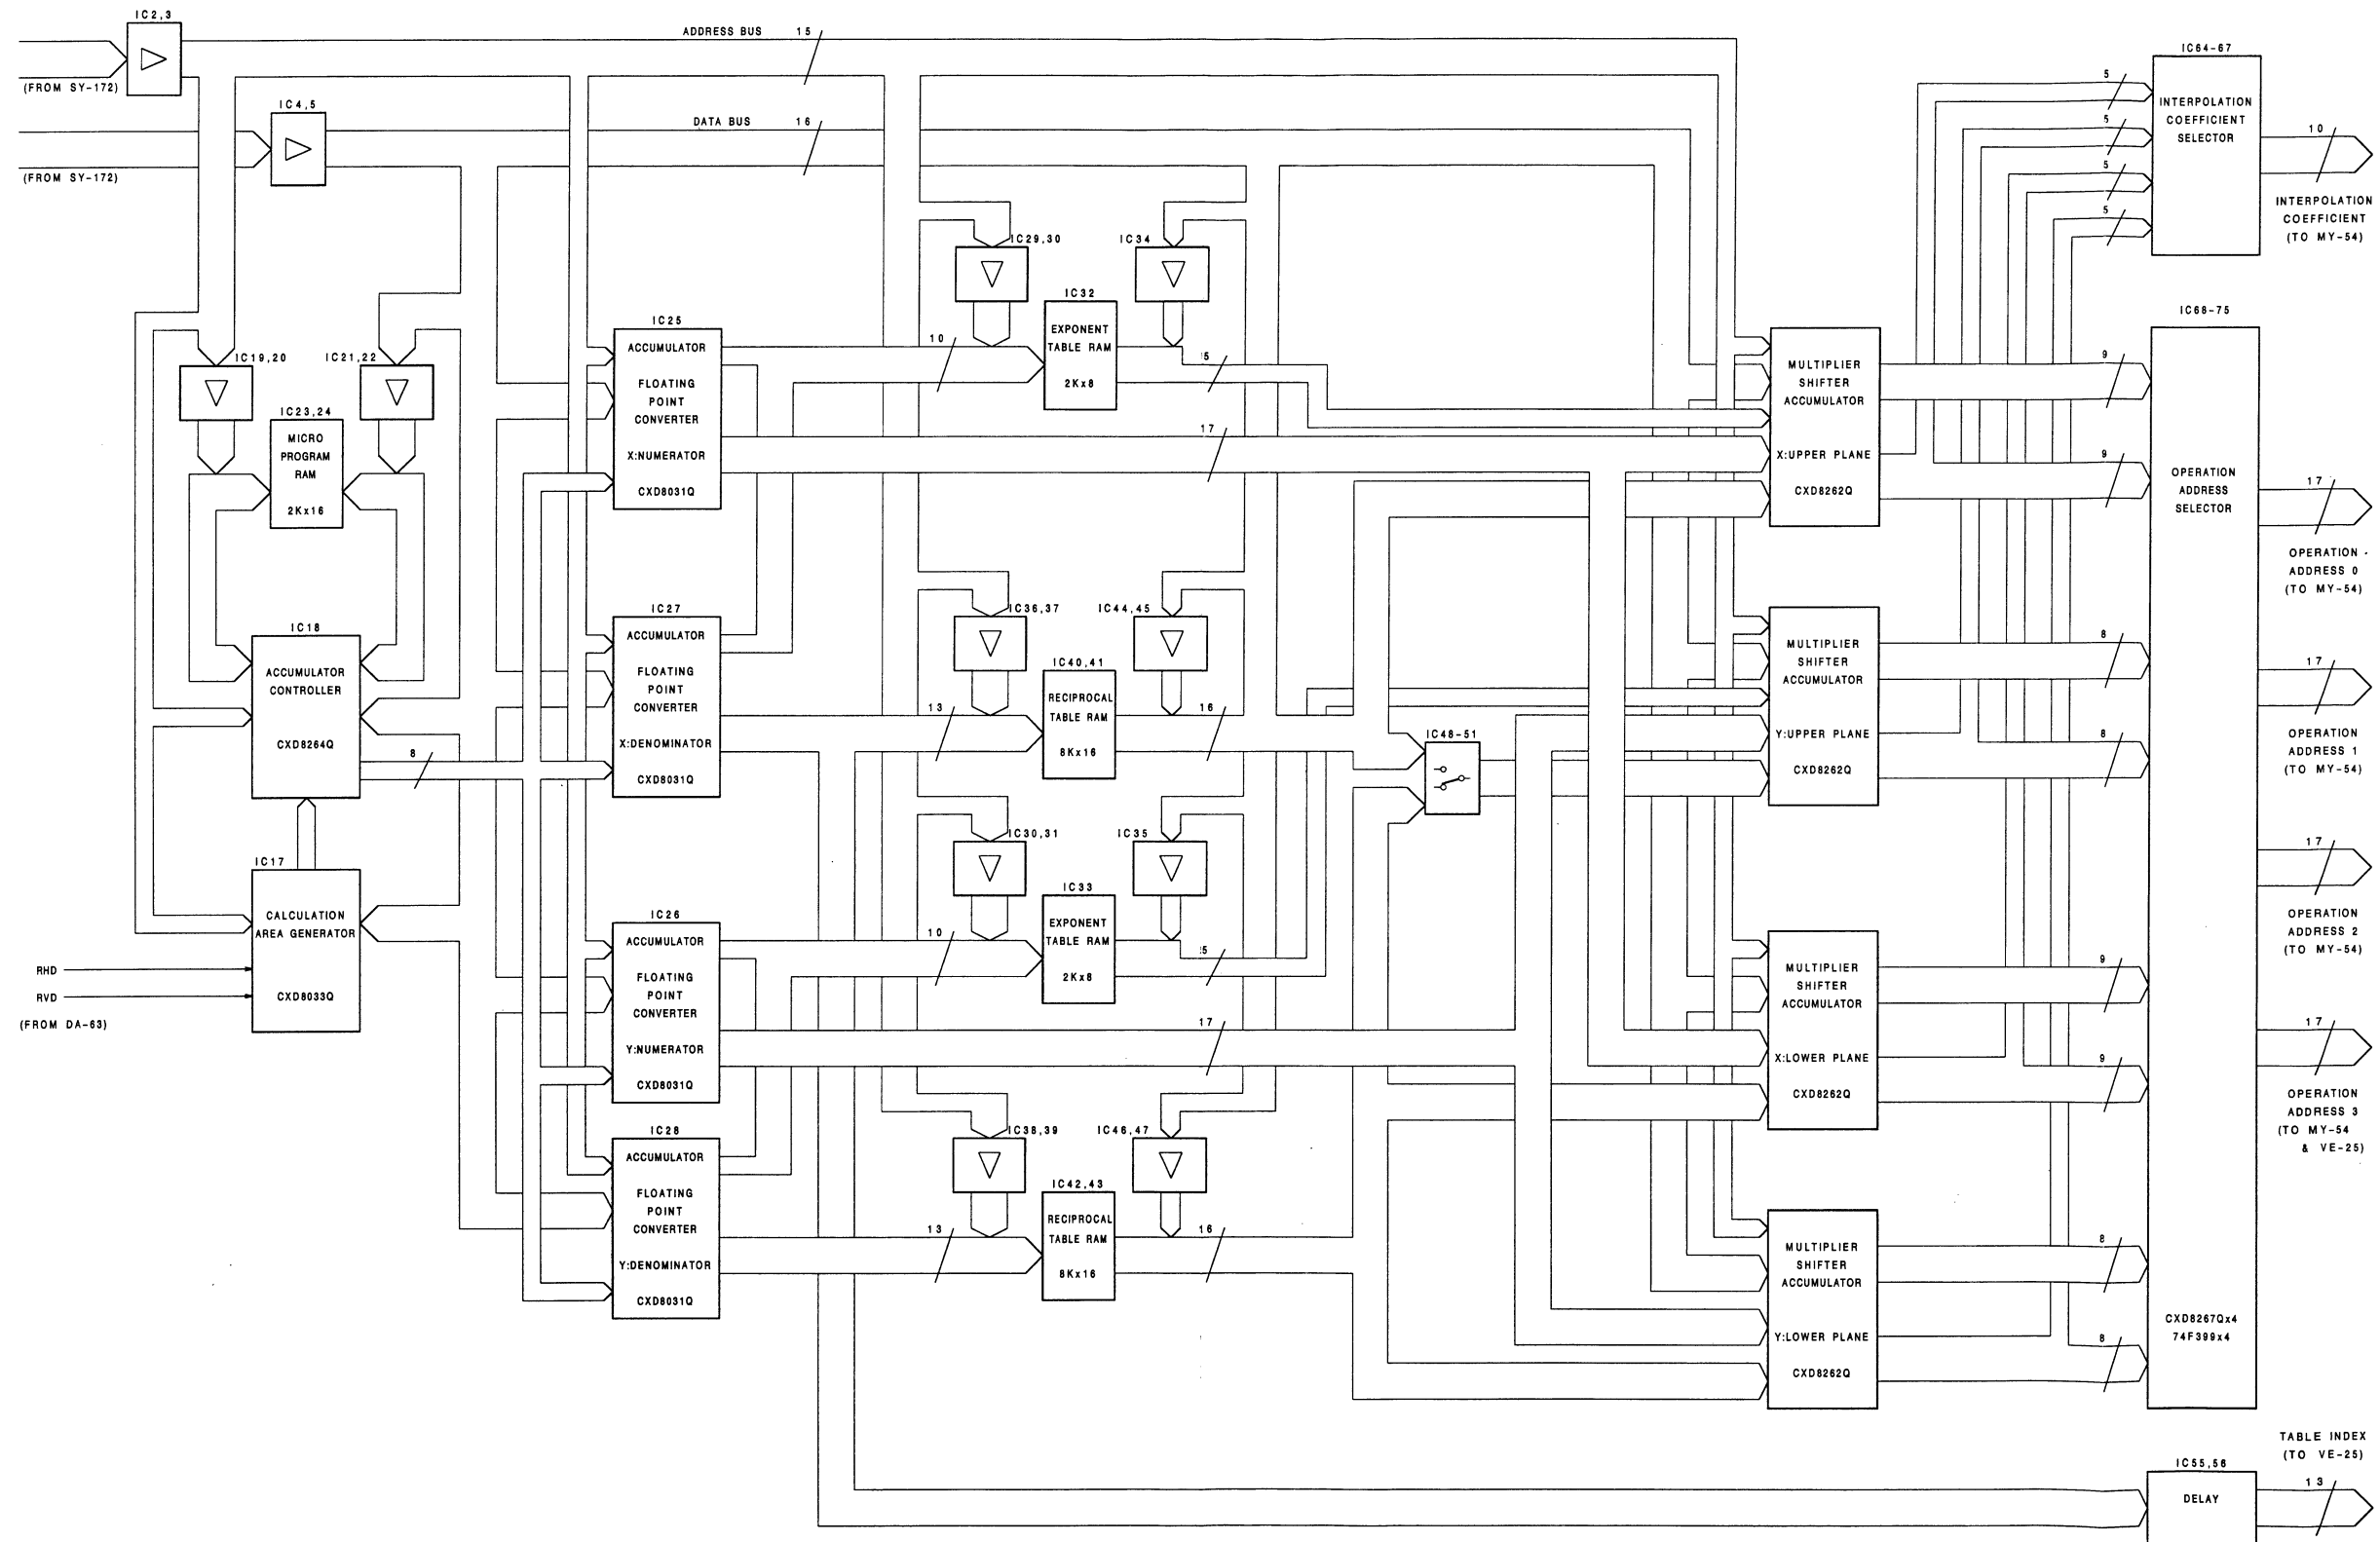 IC2,3
(FROM SY-172)
ADDRESS BUS 15
IC4,5
(FROM SY-172)
DATA BUS 16
IC19,20
IC21,22
IC23,24
MICRO
PROGRAM
RAM
2Kx16
IC18
ACCUMULATOR
CONTROLLER
CXD8264Q
8
IC17
CALCULATION
AREA GENERATOR
CXD8033Q
RHD
RVD
(FROM DA-63)
IC25
ACCUMULATOR
FLOATING
POINT
CONVERTER
X:NUMERATOR
CXD8031Q
IC27
ACCUMULATOR
FLOATING
POINT
CONVERTER
X:DENOMINATOR
CXD8031Q
IC26
ACCUMULATOR
FLOATING
POINT
CONVERTER
Y:NUMERATOR
CXD8031Q
IC28
ACCUMULATOR
FLOATING
POINT
CONVERTER
Y:DENOMINATOR
CXD8031Q
IC29,30
IC34
IC32
EXPONENT
TABLE RAM
2Kx8
10
5
17
IC36,37
IC44,45
IC40,41
RECIPROCAL
TABLE RAM
8Kx16
13
16
IC30,31
IC35
IC33
EXPONENT
TABLE RAM
2Kx8
10
5
17
IC38,39
IC46,47
IC42,43
RECIPROCAL
TABLE RAM
8Kx16
13
16
IC48-51
MULTIPLIER
SHIFTER
ACCUMULATOR
X:UPPER PLANE
CXD8262Q
MULTIPLIER
SHIFTER
ACCUMULATOR
Y:UPPER PLANE
CXD8262Q
MULTIPLIER
SHIFTER
ACCUMULATOR
X:LOWER PLANE
CXD8262Q
MULTIPLIER
SHIFTER
ACCUMULATOR
Y:LOWER PLANE
CXD8262Q
5
5
5
5
9
9
8
8
9
9
8
8
IC64-67
INTERPOLATION
COEFFICIENT
SELECTOR
10
INTERPOLATION
COEFFICIENT
(TO MY-54)
IC68-75
OPERATION
ADDRESS
SELECTOR
CXD8267Qx4
74F399x4
17
OPERATION
ADDRESS 0
(TO MY-54)
17
OPERATION
ADDRESS 1
(TO MY-54)
17
OPERATION
ADDRESS 2
(TO MY-54)
17
OPERATION
ADDRESS 3
(TO MY-54
& VE-25)
TABLE INDEX
(TO VE-25)
IC55,56
DELAY
13